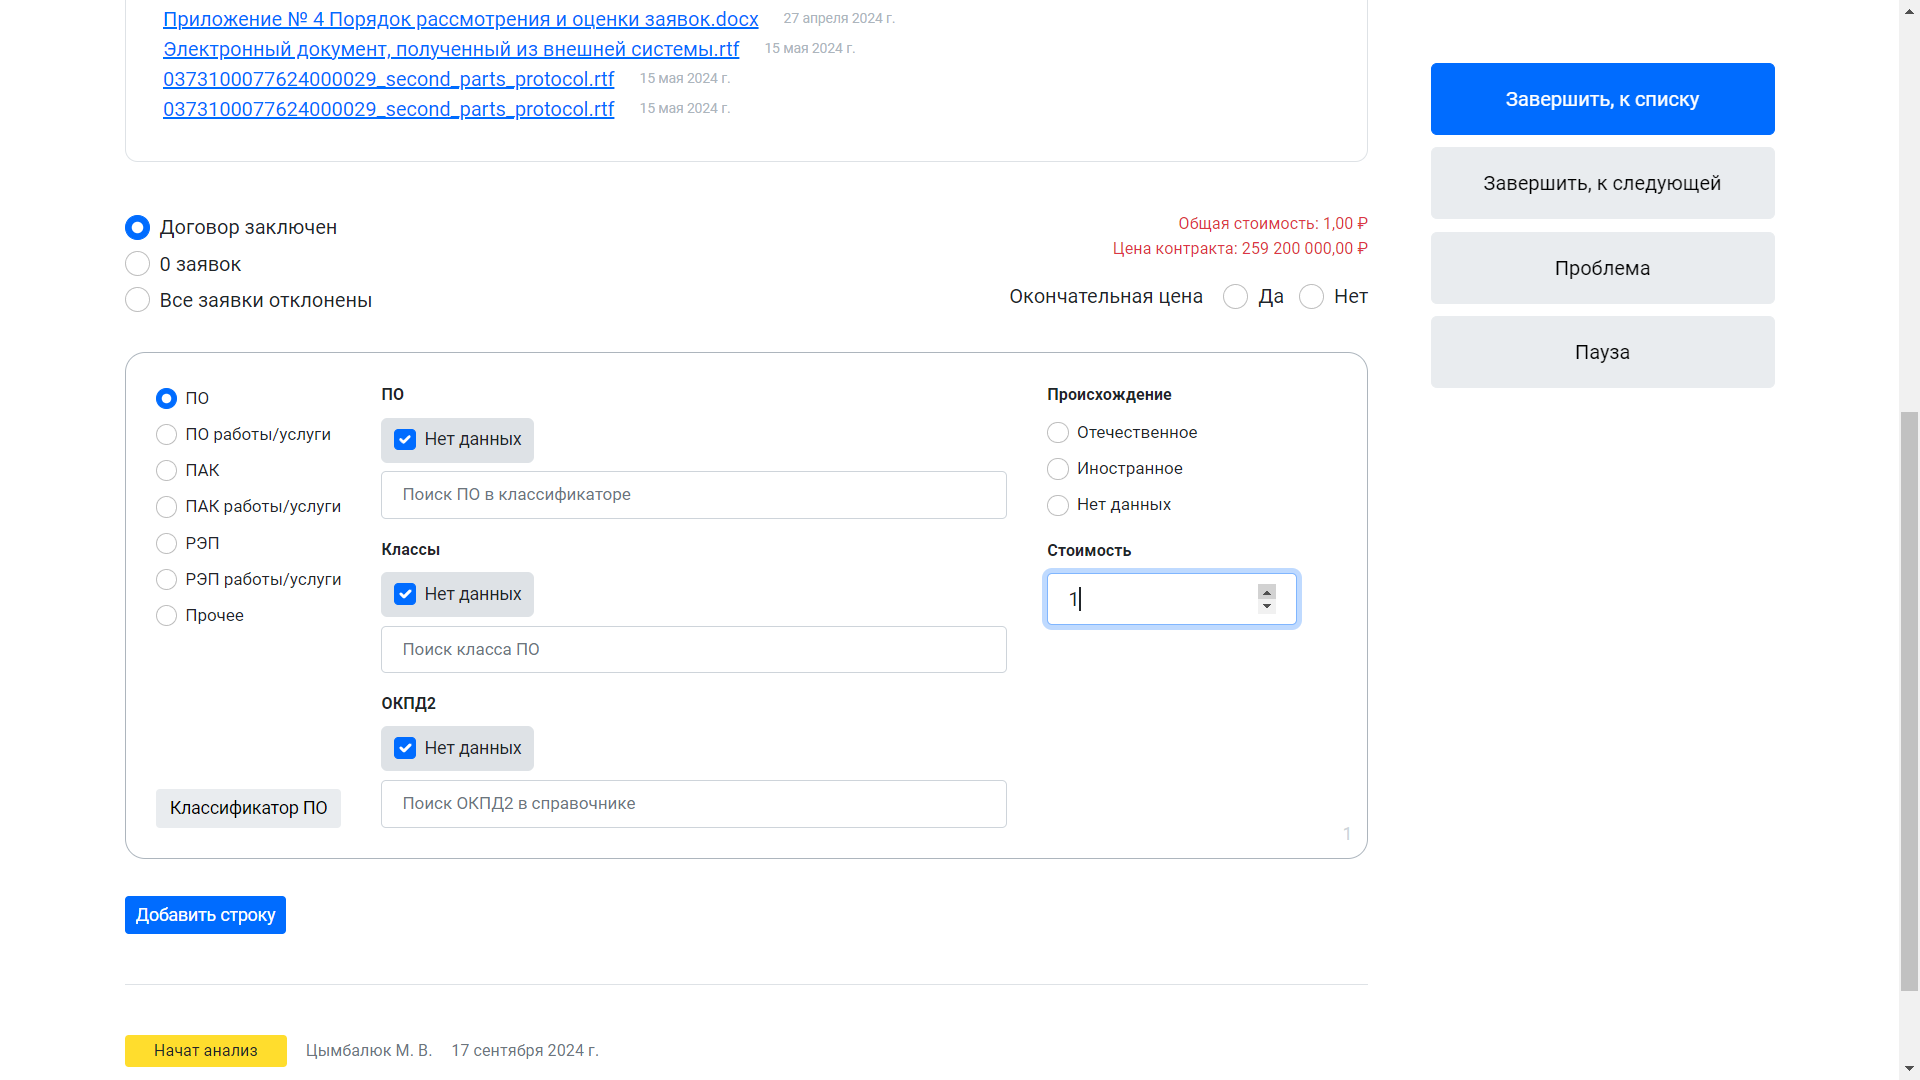 Приложение № 4 Порядок рассмотрения и оценки заявок.docx 27 апреля 2024 г.
Электронный документ, полученный из внешней системы.rtf 15 мая 2024 г.
0373100077624000029_second_parts_protocol.rtf 15 мая 2024 г.
0373100077624000029_second_parts_protocol.rtf 15 мая 2024 г.
Завершить, к списку
Завершить, к следующей
Проблема
Пауза
Договор заключен
0 заявок
Все заявки отклонены
Общая стоимость: 1,00 ₽
Цена контракта: 259 200 000,00 ₽
Окончательная цена Да Нет
ПО
ПО работы/услуги
ПАК
ПАК работы/услуги
РЭП
РЭП работы/услуги
Прочее
Классификатор ПО
ПО
Нет данных
Поиск ПО в классификаторе
Классы
Нет данных
Поиск класса ПО
ОКПД2
Нет данных
Поиск ОКПД2 в справочнике
Происхождение
Отечественное
Иностранное
Нет данных
Стоимость
1
1
Добавить строку
Начат анализ Цымбалюк М. В. 17 сентября 2024 г.